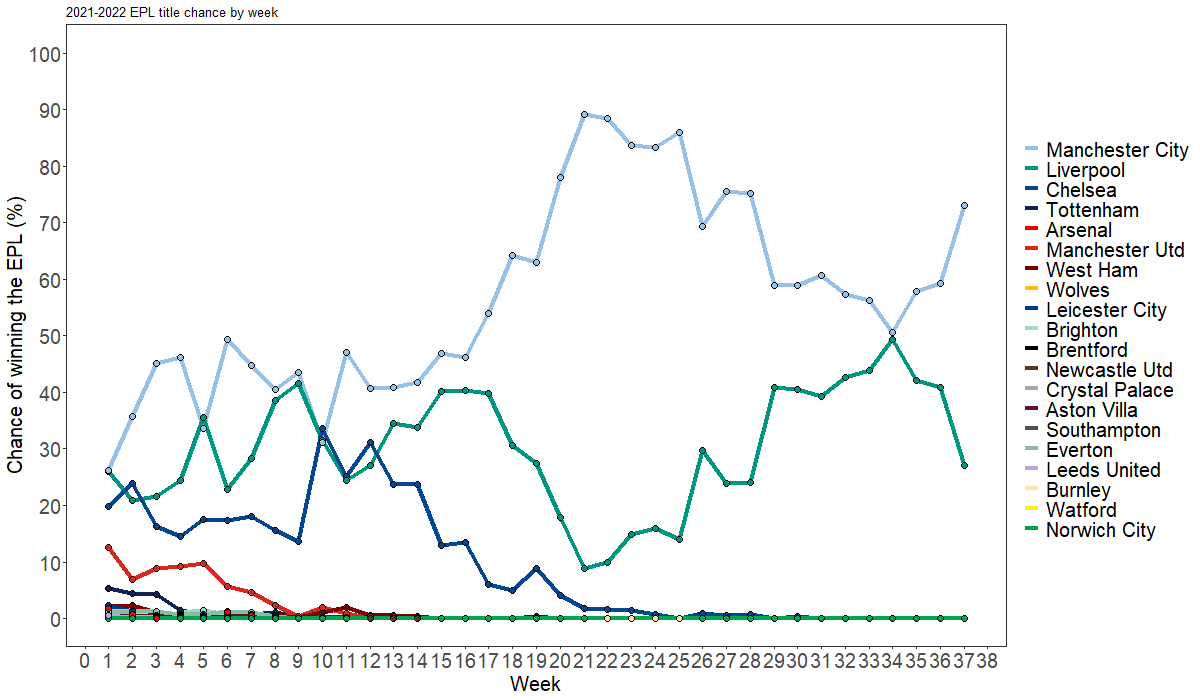 2021-2022 EPL title chance by week
Chance of winning the EPL (%)
100
90
80
70
60
50
40
30
20
10
0
0 1 2 3 4 5 6 7 8 9 10 11 12 13 14 15 16 17 18 19 20 21 22 23 24 25 26 27 28 29 30 31 32 33 34 35 36 37 38
Week
Manchester City
Liverpool
Chelsea
Tottenham
Arsenal
Manchester Utd
West Ham
Wolves
Leicester City
Brighton
Brentford
Newcastle Utd
Crystal Palace
Aston Villa
Southampton
Everton
Leeds United
Burnley
Watford
Norwich City